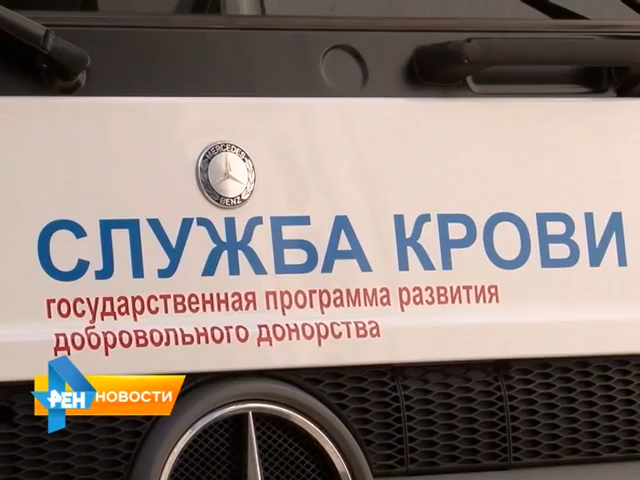 MERCEDES
BENZ
СЛУЖБА КРОВИ
государственная программа развития
добровольного донорства
РЕН НОВОСТИ